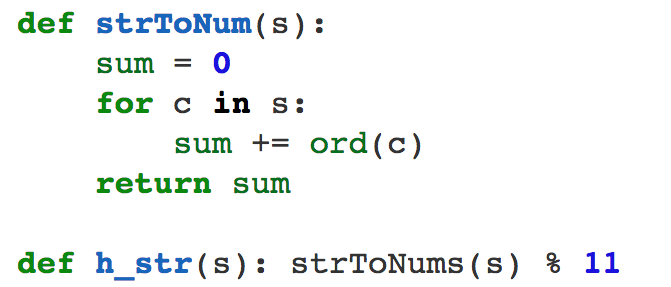 def strToNum(s):
    sum = 0
    for c in s:
        sum += ord(c)
    return sum

def h_str(s): strToNums(s) % 11